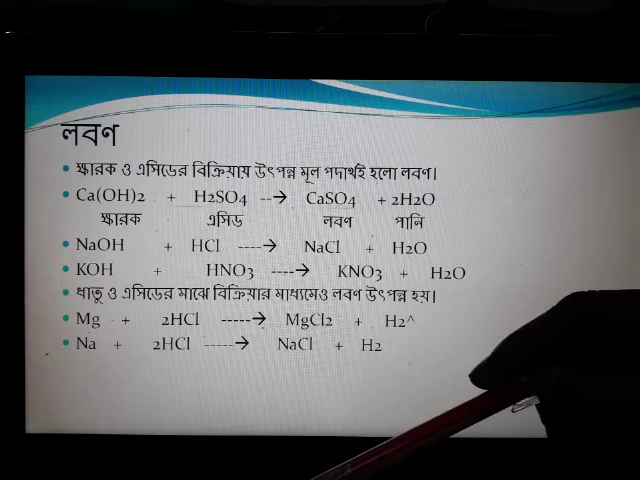 লবণ
• ক্ষারক ও এসিডের বিক্রিয়ায় উৎপন্ন মূল পদার্থই হলো লবণ।
• Ca(OH)2 + H2SO4 --→ CaSO4 + 2H2O
ক্ষারক এসিড লবণ পানি
• NaOH + HCl ----→ NaCl + H2O
• KOH + HNO3 ----→ KNO3 + H2O
• ধাতু ও এসিডের মাঝে বিক্রিয়ার মাধ্যমেও লবণ উৎপন্ন হয়।
• Mg + 2HCl -----→ MgCl2 + H2^
• Na + 2HCl -----→ NaCl + H2